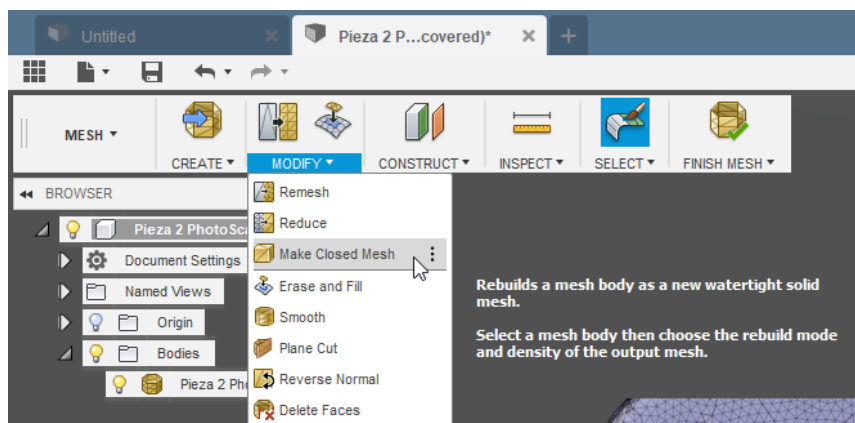 Untitled
Pieza 2 P...covered)*
MESH
CREATE
MODIFY
CONSTRUCT
INSPECT
SELECT
FINISH MESH
BROWSER
Pieza 2 PhotoSca
Document Settings
Named Views
Origin
Bodies
Pieza 2 Pho
Remesh
Reduce
Make Closed Mesh
Erase and Fill
Smooth
Plane Cut
Reverse Normal
Delete Faces
Rebuilds a mesh body as a new watertight solid
mesh.
Select a mesh body then choose the rebuild mode
and density of the output mesh.